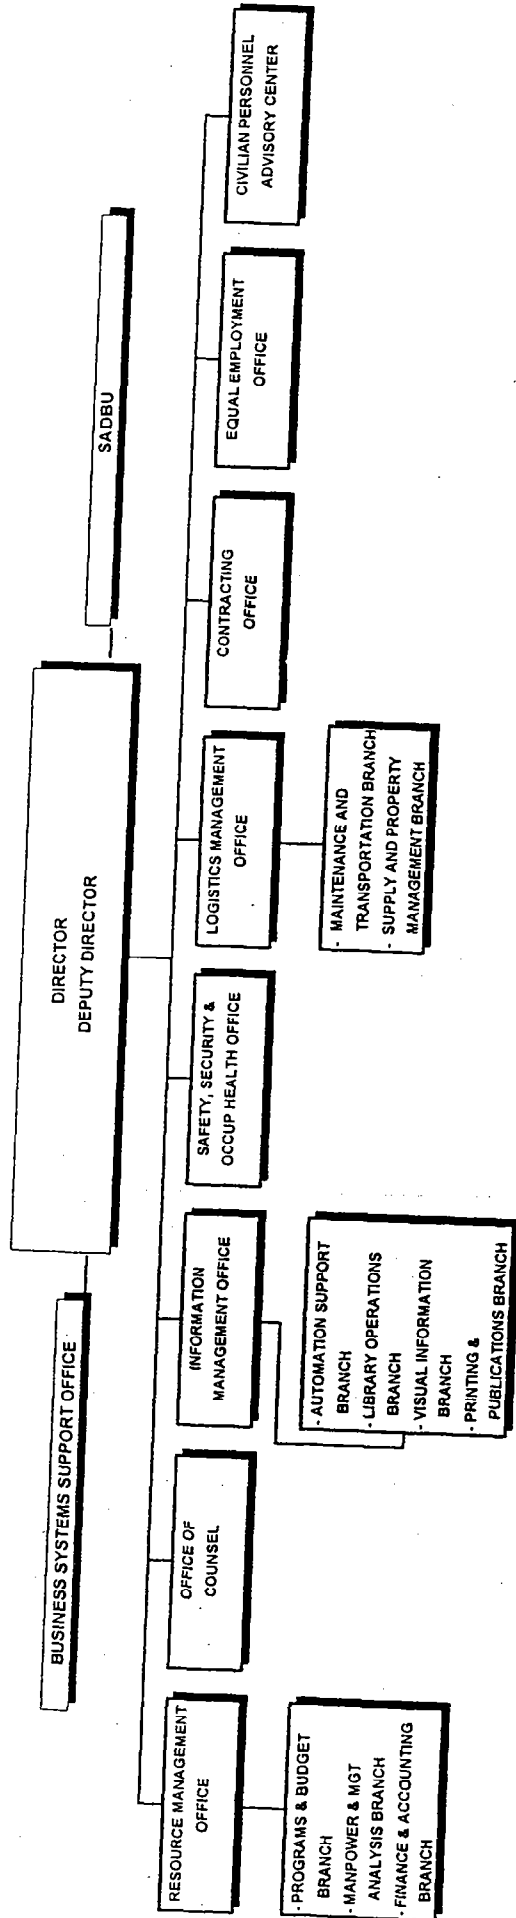 DIRECTOR
DEPUTY DIRECTOR
BUSINESS SYSTEMS SUPPORT OFFICE
SADBU
RESOURCE MANAGEMENT
OFFICE
OFFICE OF
COUNSEL
INFORMATION
MANAGEMENT OFFICE
SAFETY, SECURITY &
OCCUP HEALTH OFFICE
LOGISTICS MANAGEMENT
OFFICE
CONTRACTING
OFFICE
EQUAL EMPLOYMENT
OFFICE
CIVILIAN PERSONNEL
ADVISORY CENTER
- PROGRAMS & BUDGET
BRANCH
- MANPOWER & MGT
ANALYSIS BRANCH
- FINANCE & ACCOUNTING
BRANCH
- AUTOMATION SUPPORT
BRANCH
- LIBRARY OPERATIONS
BRANCH
- VISUAL INFORMATION
BRANCH
- PRINTING &
PUBLICATIONS BRANCH
- MAINTENANCE AND
TRANSPORTATION BRANCH
- SUPPLY AND PROPERTY
MANAGEMENT BRANCH